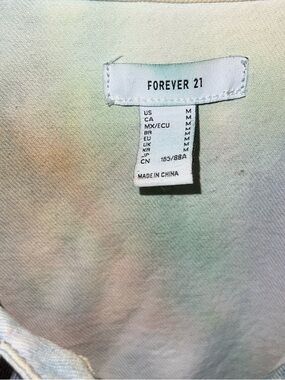 FOREVER 21
US M
CA M
MX/ECU M
BR M
EU M
UK M
KR M
JP M
CN 165/88A
MADE IN CHINA